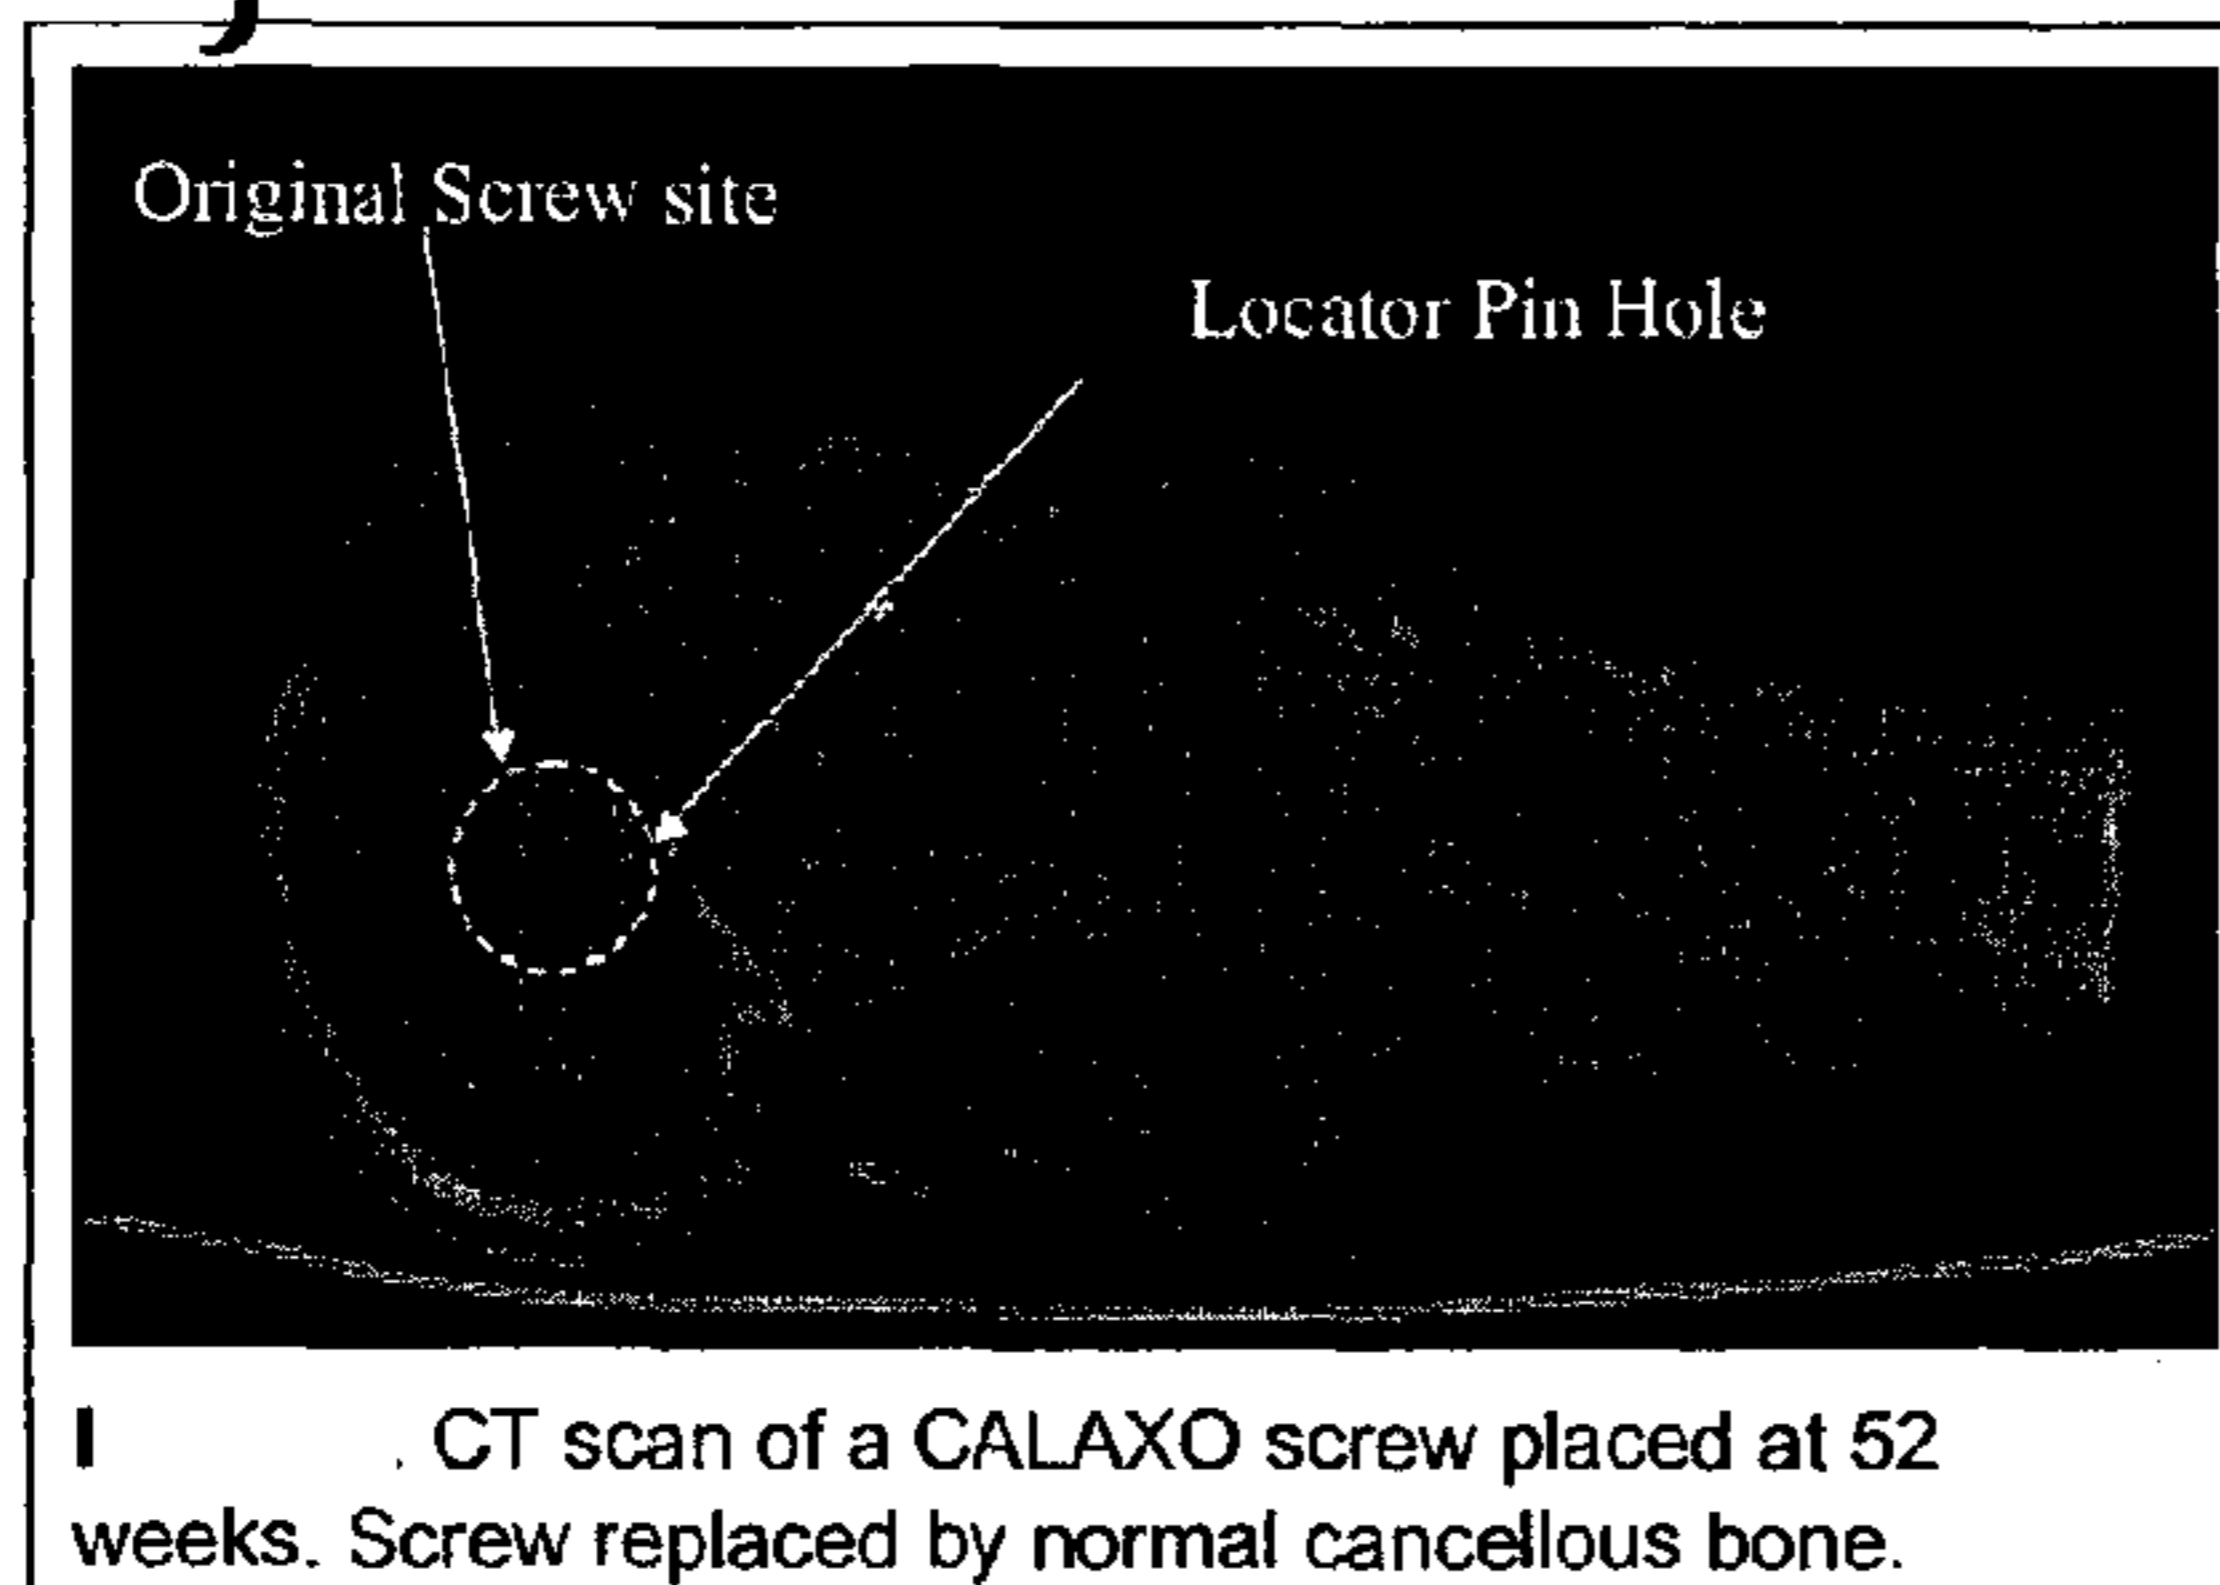 Original Screw site
Locator Pin Hole
. CT scan of a CALAXO screw placed at 52
weeks. Screw replaced by normal cancellous bone.